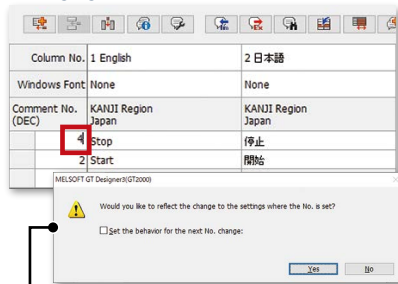 Column No. 1 English 2 日本語
Windows Font None None
Comment No. (DEC) KANJI Region Japan KANJI Region Japan
4 Stop 停止
2 Start 開始
MELSOFT GT Designer3(GT2000)
Would you like to reflect the change to the settings where the No. is set?
Set the behavior for the next No. change:
Yes No